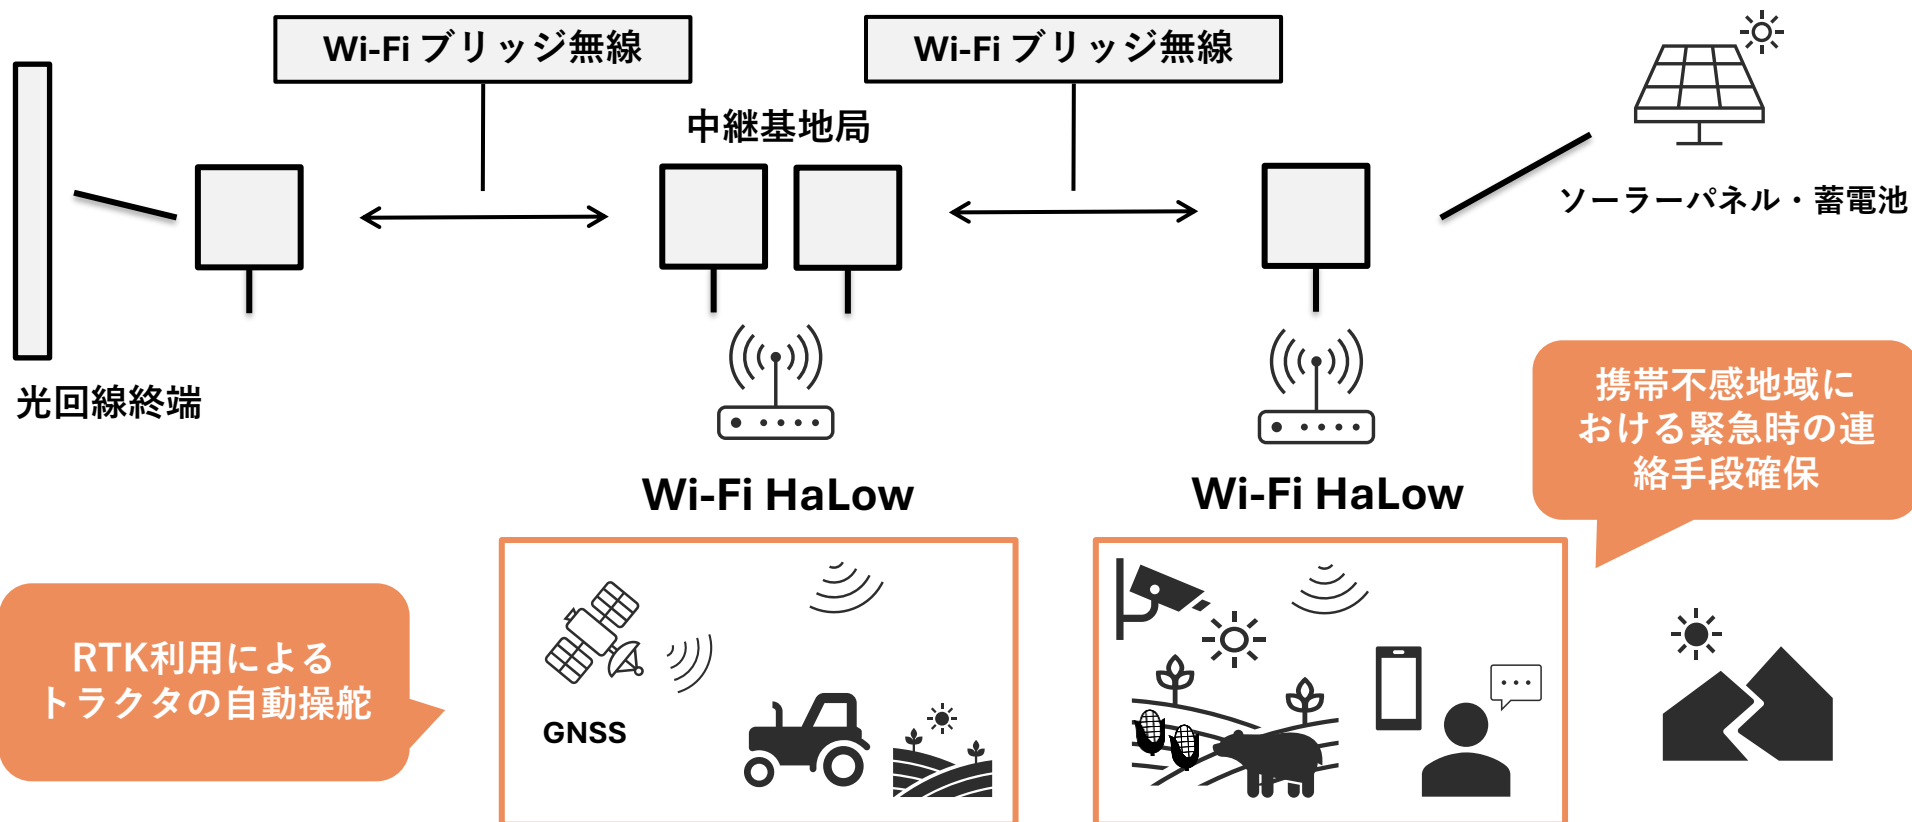 Wi-Fi ブリッジ無線
Wi-Fi ブリッジ無線
中継基地局
ソーラーパネル・蓄電池
光回線終端
携帯不感地域に
おける緊急時の連
絡手段確保
Wi-Fi HaLow
Wi-Fi HaLow
RTK利用による
トラクタの自動操舵
GNSS